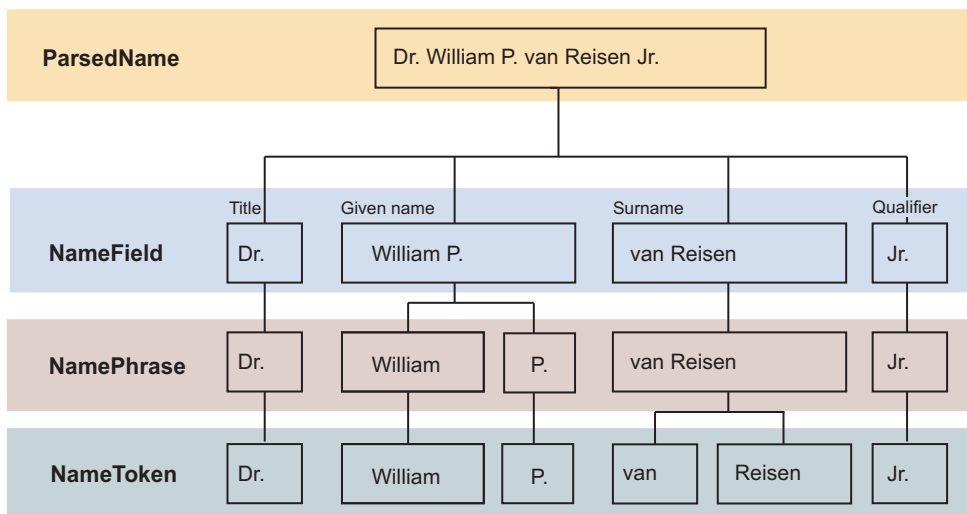 ParsedName
Dr. William P. van Reisen Jr.
Title Given name Surname Qualifier
NameField
Dr. William P. van Reisen Jr.
NamePhrase
Dr. William P. van Reisen Jr.
NameToken
Dr. William P. van Reisen Jr.